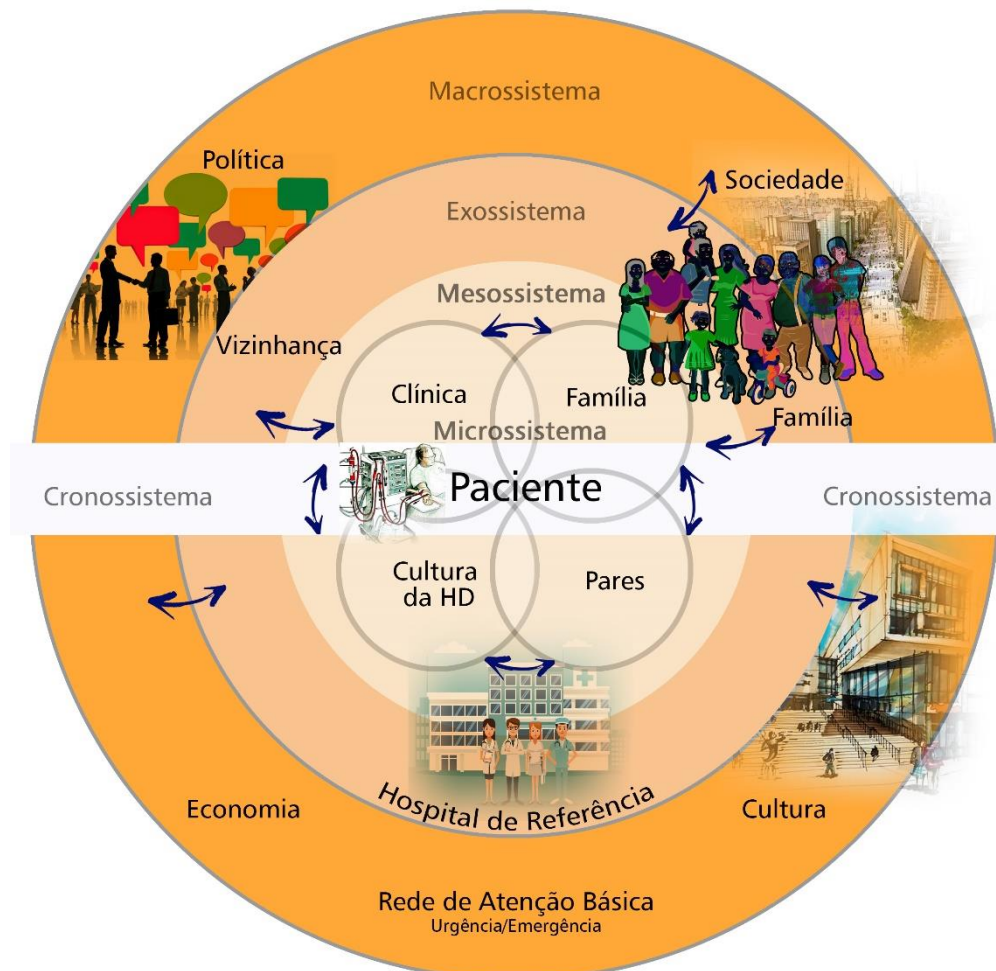 Macrossistema
Política
Sociedade
Exossistema
Mesossistema
Vizinhança
Clínica
Família
Família
Microssistema
Cronossistema
Paciente
Cronossistema
Cultura
da HD
Pares
Economia
Hospital de Referência
Cultura
Rede de Atenção Básica
Urgência/Emergência